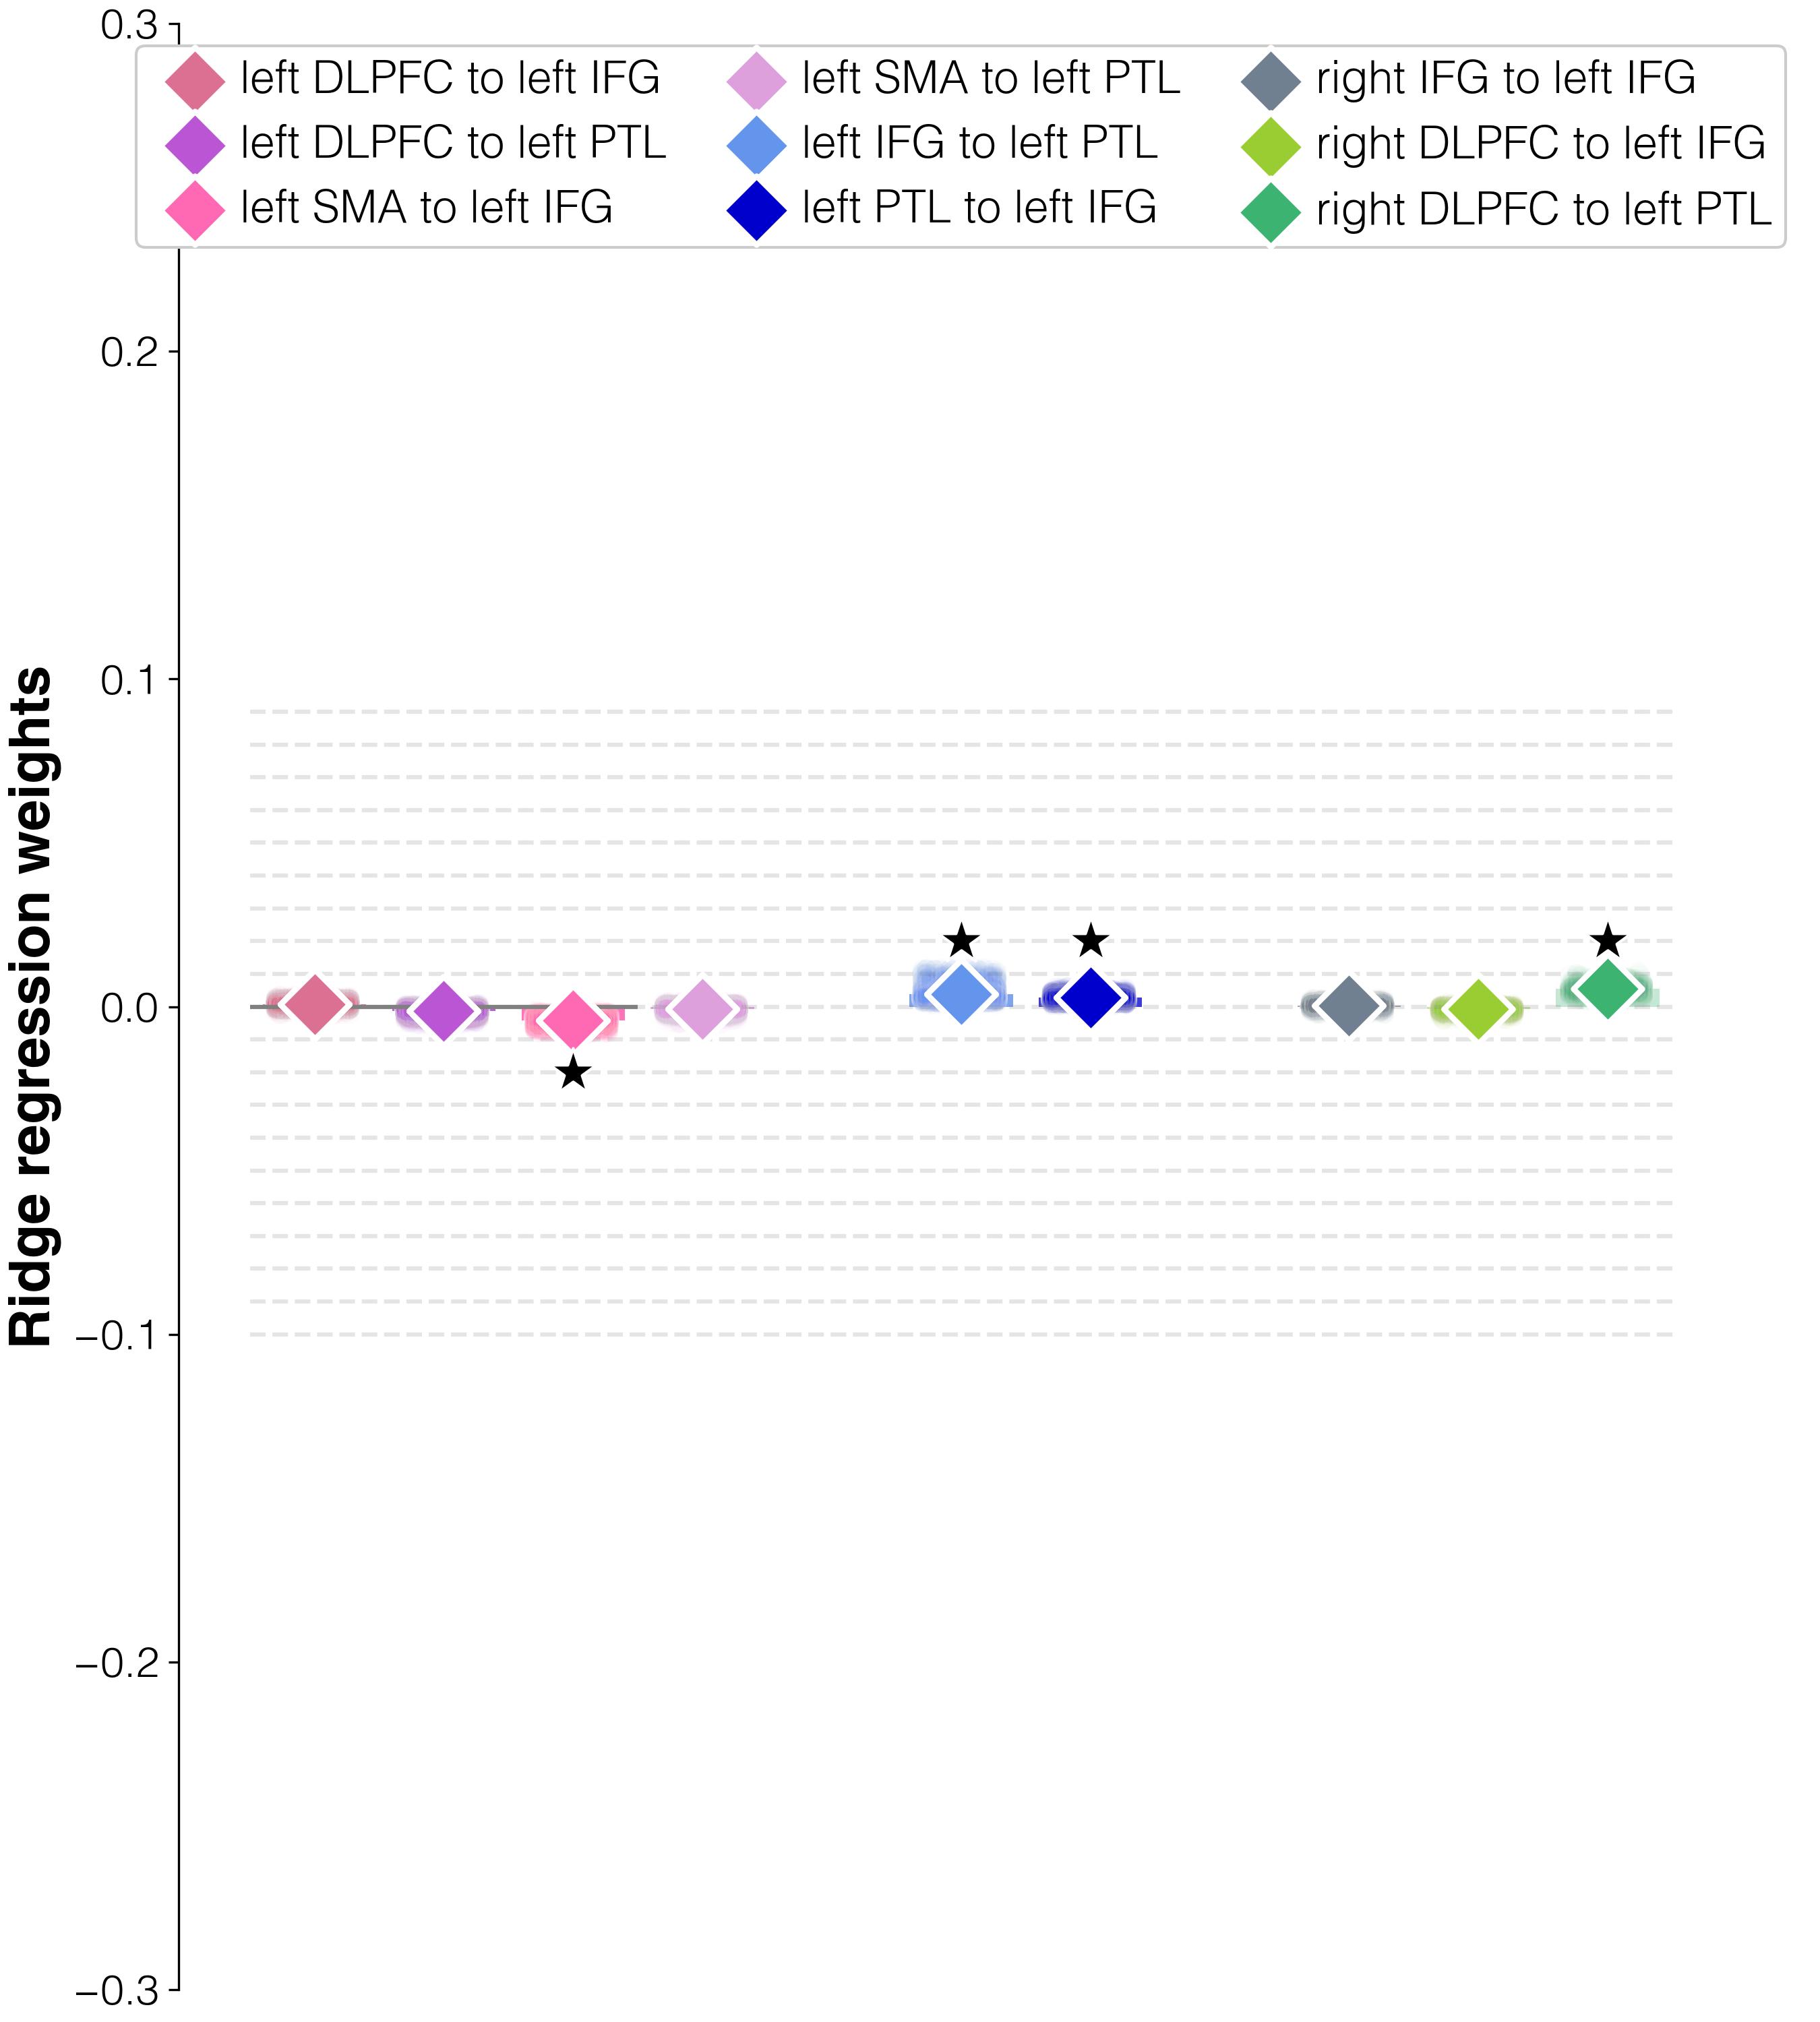 0.3
left DLPFC to left IFG
left DLPFC to left PTL
left SMA to left IFG
left SMA to left PTL
left IFG to left PTL
left PTL to left IFG
right IFG to left IFG
right DLPFC to left IFG
right DLPFC to left PTL
0.2
0.1
0.0
−0.1
−0.2
−0.3
Ridge regression weights